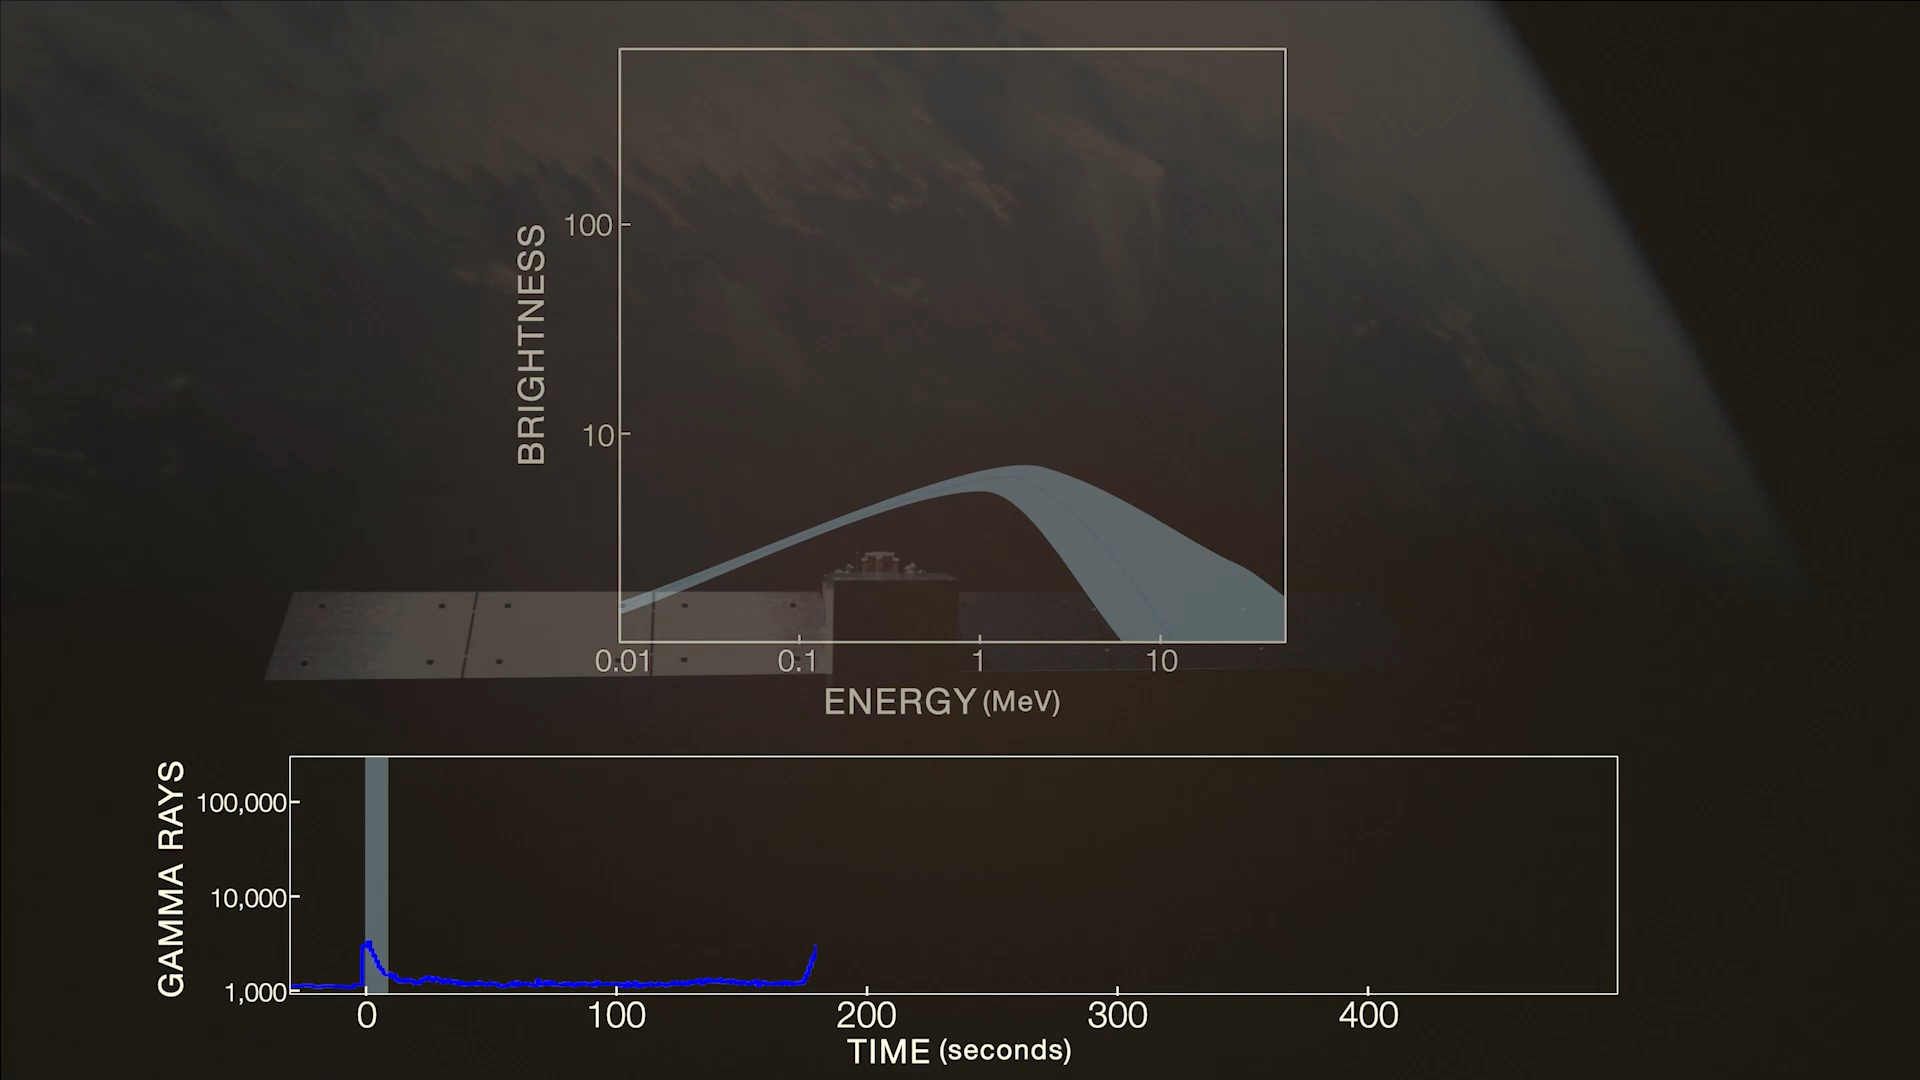 BRIGHTNESS
100
10
0.01 0.1 1 10
ENERGY (MeV)
GAMMA RAYS
100,000
10,000
1,000
0 100 200 300 400
TIME (seconds)